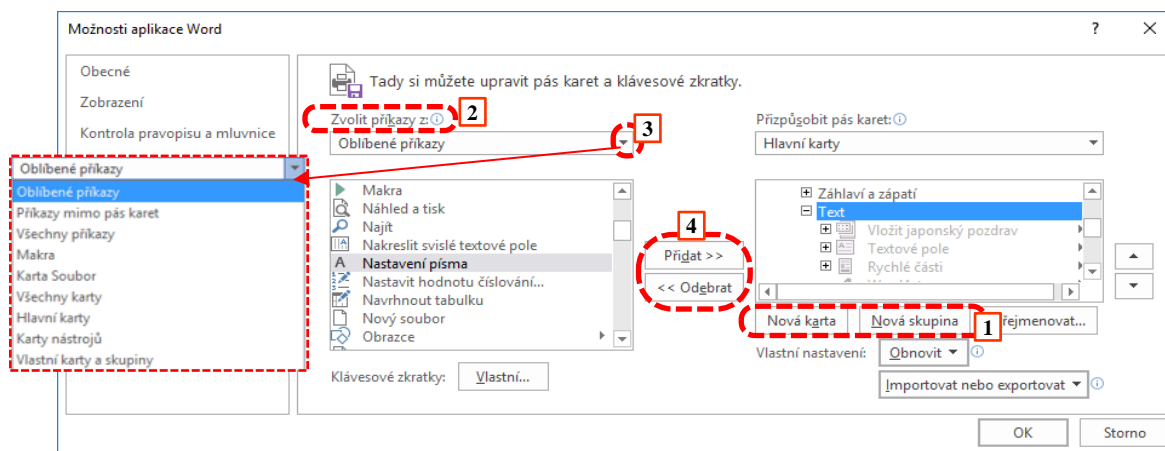 Možnosti aplikace Word
?
Obecné
Zobrazení
Kontrola pravopisu a mluvnice
Oblíbené příkazy
Oblíbené příkazy
Příkazy mimo pás karet
Všechny příkazy
Makra
Karta Soubor
Všechny karty
Hlavní karty
Karty nástrojů
Vlastní karty a skupiny
Tady si můžete upravit pás karet a klávesové zkratky.
Zvolit příkazy z:
2
Oblíbené příkazy
3
Makra
Náhled a tisk
Najít
Nakreslit svislé textové pole
Nastavení písma
Nastavit hodnotu číslování...
Navrhnout tabulku
Nový soubor
Obrazce
Klávesové zkratky:
Vlastní...
4
Přidat >>
<< Odebrat
Přizpůsobit pás karet:
Hlavní karty
Záhlaví a zápatí
Text
Vložit japonský pozdrav
Textové pole
Rychlé části
Nová karta
Nová skupina
1
řejmenovat...
Vlastní nastavení:
Obnovit
Importovat nebo exportovat
OK
Storno